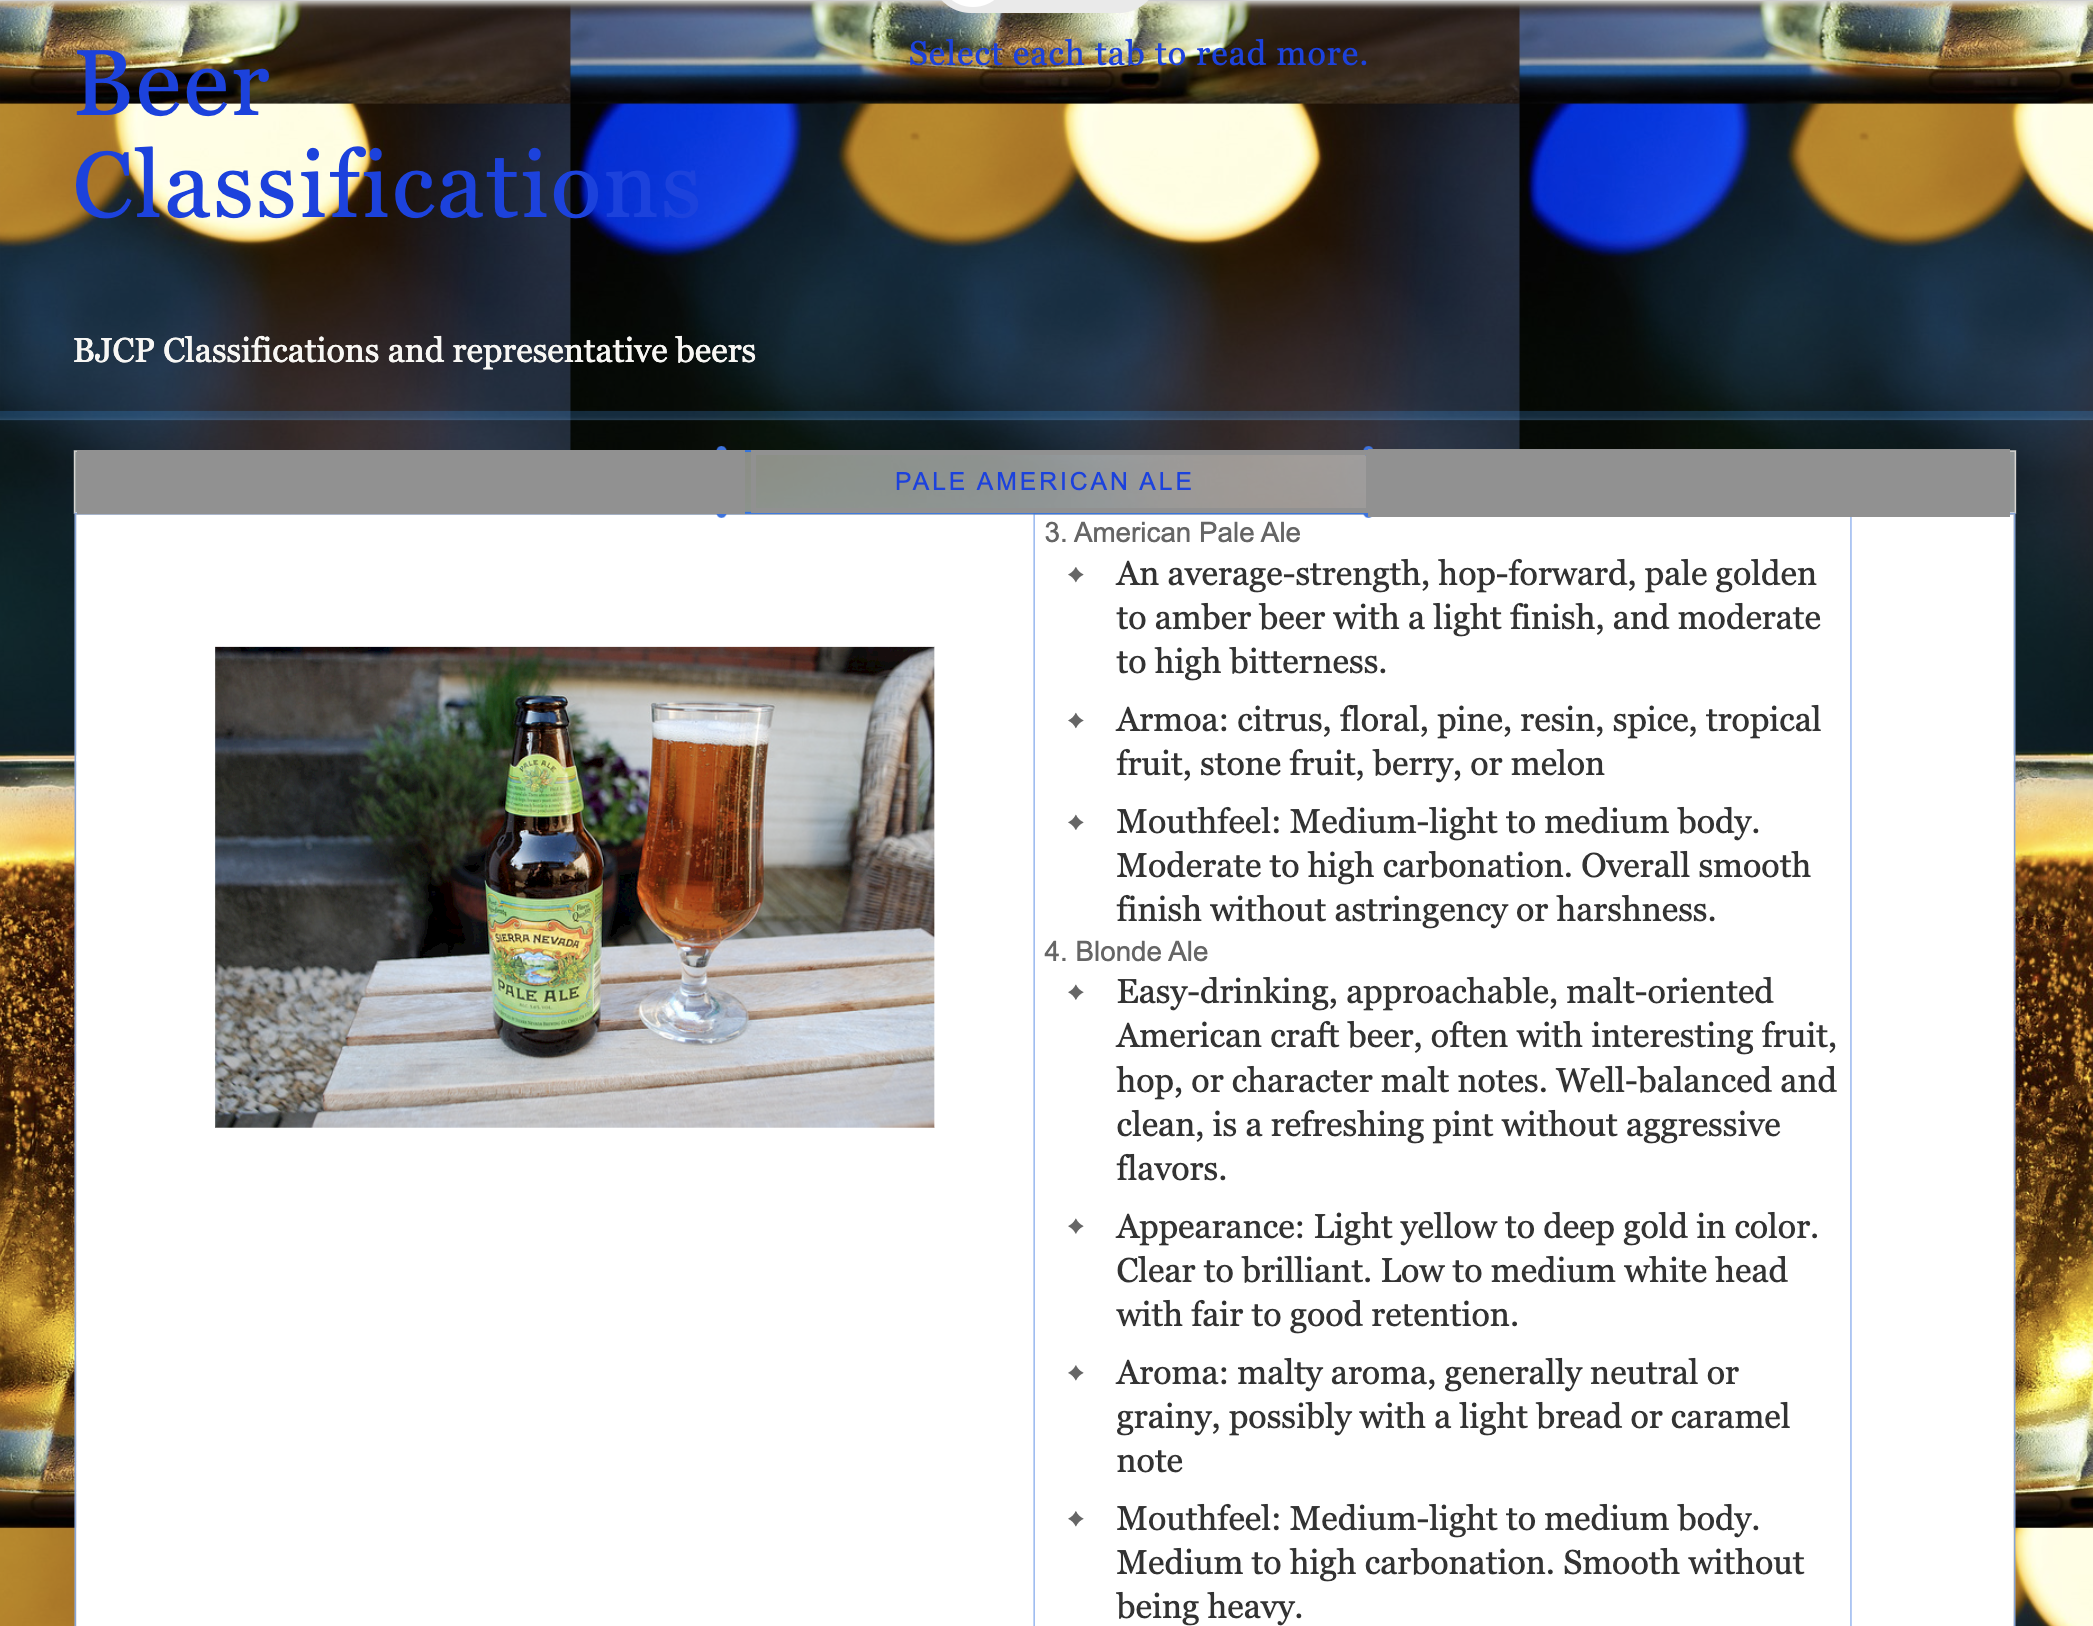 Beer
Classifications
Select each tab to read more.
BJCP Classifications and representative beers
PALE AMERICAN ALE
PALE ALE
SIERRA NEVADA
PALE ALE
3. American Pale Ale
An average-strength, hop-forward, pale golden
to amber beer with a light finish, and moderate
to high bitterness.
Armoa: citrus, floral, pine, resin, spice, tropical
fruit, stone fruit, berry, or melon
Mouthfeel: Medium-light to medium body.
Moderate to high carbonation. Overall smooth
finish without astringency or harshness.
4. Blonde Ale
Easy-drinking, approachable, malt-oriented
American craft beer, often with interesting fruit,
hop, or character malt notes. Well-balanced and
clean, is a refreshing pint without aggressive
flavors.
Appearance: Light yellow to deep gold in color.
Clear to brilliant. Low to medium white head
with fair to good retention.
Aroma: malty aroma, generally neutral or
grainy, possibly with a light bread or caramel
note
Mouthfeel: Medium-light to medium body.
Medium to high carbonation. Smooth without
being heavy.